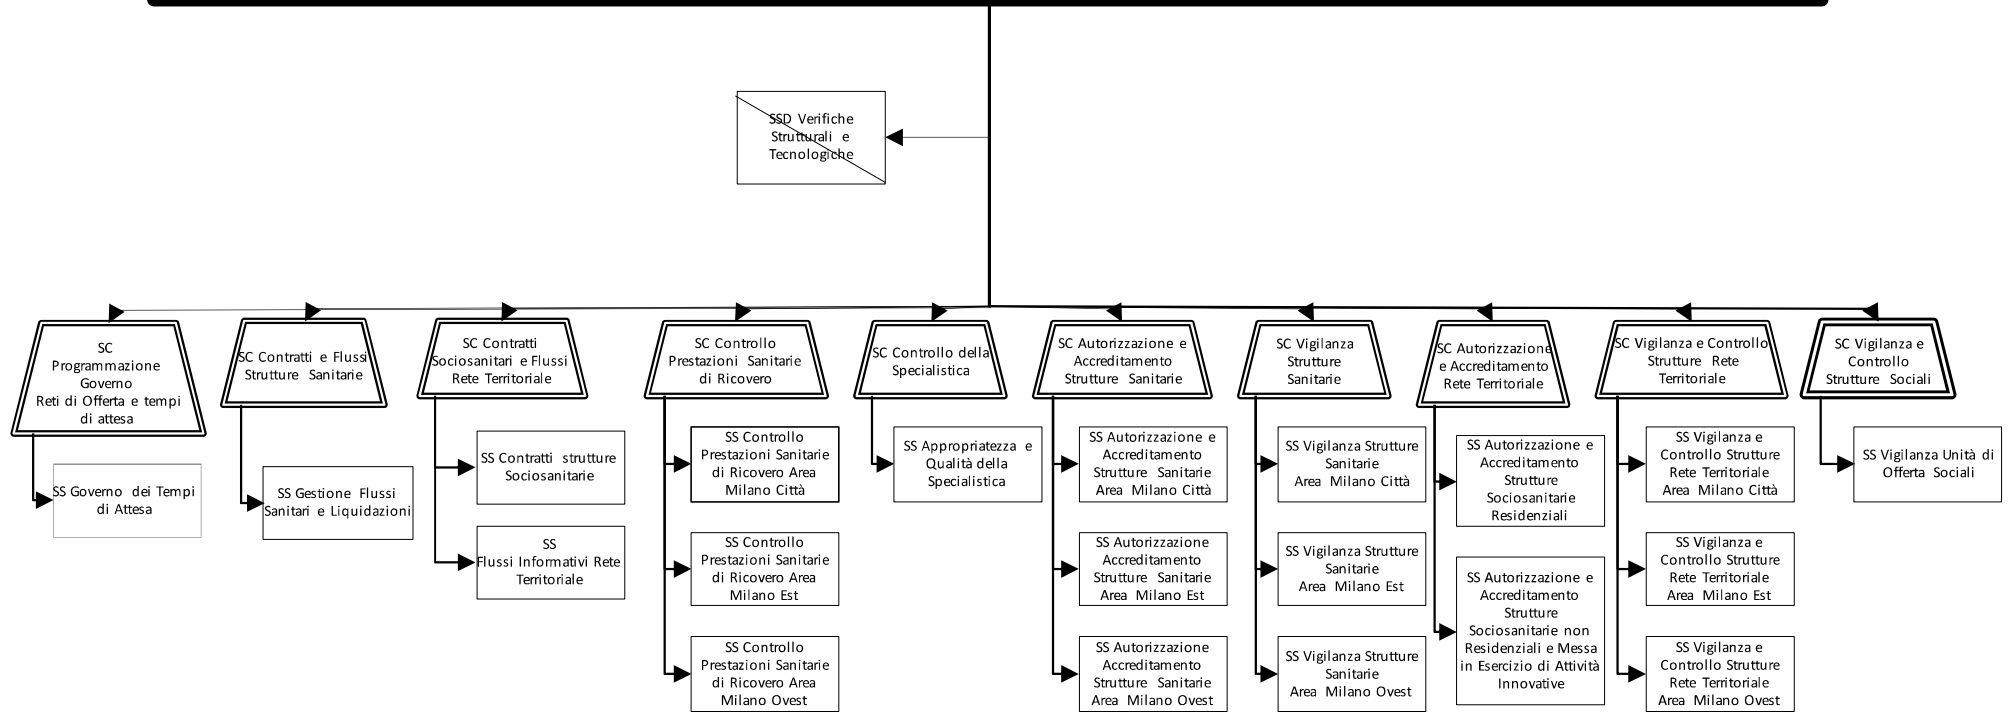 SSD Verifiche
Strutturali e
Tecnologiche
SC
Programmazione
Governo
Reti di Offerta e tempi
di attesa
SS Governo dei Tempi
di Attesa
SC Contratti e Flussi
Strutture Sanitarie
SS Gestione Flussi
Sanitari e Liquidazioni
SC Contratti
Sociosanitari e Flussi
Rete Territoriale
SS Contratti strutture
Sociosanitarie
SS
Flussi Informativi Rete
Territoriale
SC Controllo
Prestazioni Sanitarie
di Ricovero
SS Controllo
Prestazioni Sanitarie
di Ricovero Area
Milano Città
SS Controllo
Prestazioni Sanitarie
di Ricovero Area
Milano Est
SS Controllo
Prestazioni Sanitarie
di Ricovero Area
Milano Ovest
SC Controllo della
Specialistica
SS Appropriatezza e
Qualità della
Specialistica
SC Autorizzazione e
Accreditamento
Strutture Sanitarie
SS Autorizzazione e
Accreditamento
Strutture Sanitarie
Area Milano Città
SS Autorizzazione
Accreditamento
Strutture Sanitarie
Area Milano Est
SS Autorizzazione
Accreditamento
Strutture Sanitarie
Area Milano Ovest
SC Vigilanza
Strutture
Sanitarie
SS Vigilanza Strutture
Sanitarie
Area Milano Città
SS Vigilanza Strutture
Sanitarie
Area Milano Est
SS Vigilanza Strutture
Sanitarie
Area Milano Ovest
SC Autorizzazione
e Accreditamento
Rete Territoriale
SS Autorizzazione e
Accreditamento
Strutture
Sociosanitarie
Residenziali
SS Autorizzazione e
Accreditamento
Strutture
Sociosanitarie non
Residenziali e Messa
in Esercizio di Attività
Innovative
SC Vigilanza e Controllo
Strutture Rete
Territoriale
SS Vigilanza e
Controllo Strutture
Rete Territoriale
Area Milano Città
SS Vigilanza e
Controllo Strutture
Rete Territoriale
Area Milano Est
SS Vigilanza e
Controllo Strutture
Rete Territoriale
Area Milano Ovest
SC Vigilanza e
Controllo
Strutture Sociali
SS Vigilanza Unità di
Offerta Sociali